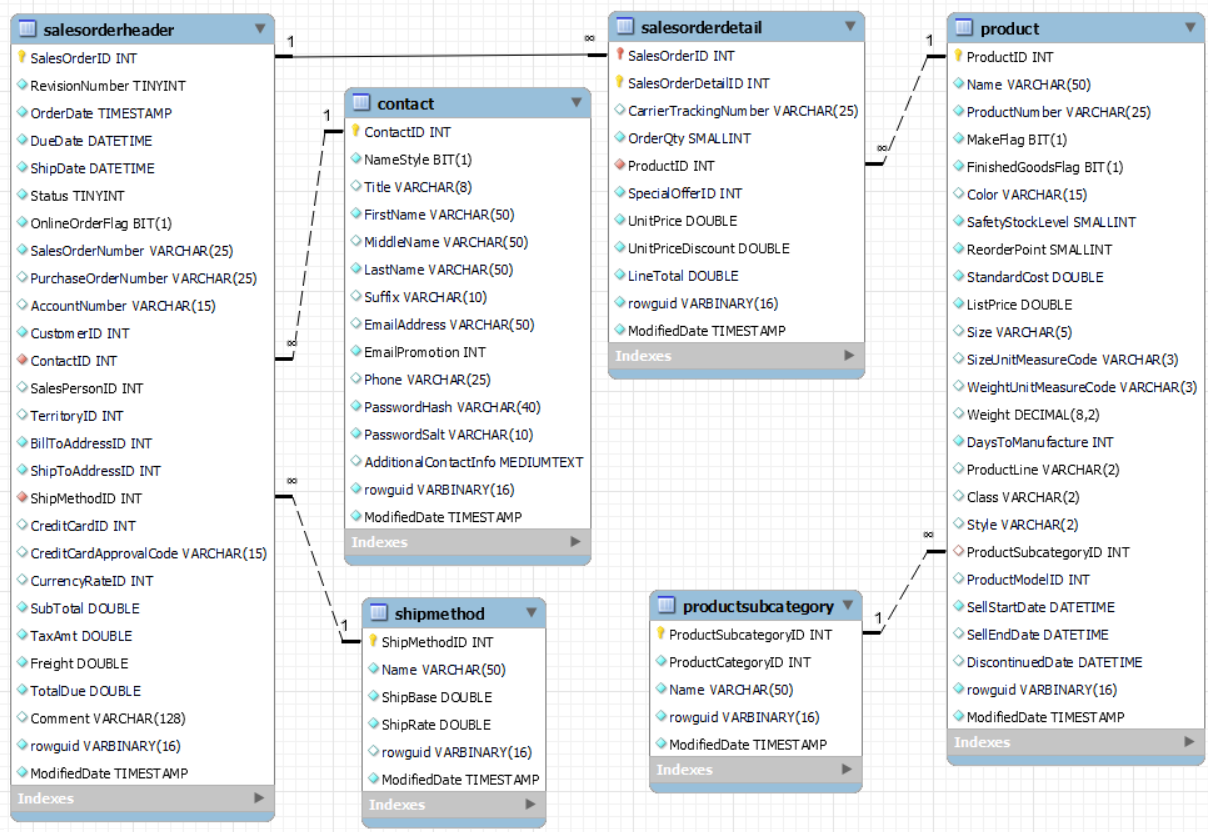 salesorderheader
SalesOrderID INT
RevisionNumber TINYINT
OrderDate TIMESTAMP
DueDate DATETIME
ShipDate DATETIME
Status TINYINT
OnlineOrderFlag BIT(1)
SalesOrderNumber VARCHAR(25)
PurchaseOrderNumber VARCHAR(25)
AccountNumber VARCHAR(15)
CustomerID INT
ContactID INT
SalesPersonID INT
TerritoryID INT
BillToAddressID INT
ShipToAddressID INT
ShipMethodID INT
CreditCardID INT
CreditCardApprovalCode VARCHAR(15)
CurrencyRateID INT
SubTotal DOUBLE
TaxAmt DOUBLE
Freight DOUBLE
TotalDue DOUBLE
Comment VARCHAR(128)
rowguid VARBINARY(16)
ModifiedDate TIMESTAMP
Indexes
1
∞
1
∞
contact
ContactID INT
NameStyle BIT(1)
Title VARCHAR(8)
FirstName VARCHAR(50)
MiddleName VARCHAR(50)
LastName VARCHAR(50)
Suffix VARCHAR(10)
EmailAddress VARCHAR(50)
EmailPromotion INT
Phone VARCHAR(25)
PasswordHash VARCHAR(40)
PasswordSalt VARCHAR(10)
AdditionalContactInfo MEDIUMTEXT
rowguid VARBINARY(16)
ModifiedDate TIMESTAMP
Indexes
∞
1
shipmethod
ShipMethodID INT
Name VARCHAR(50)
ShipBase DOUBLE
ShipRate DOUBLE
rowguid VARBINARY(16)
ModifiedDate TIMESTAMP
Indexes
salesorderdetail
SalesOrderID INT
SalesOrderDetailID INT
CarrierTrackingNumber VARCHAR(25)
OrderQty SMALLINT
ProductID INT
SpecialOfferID INT
UnitPrice DOUBLE
UnitPriceDiscount DOUBLE
LineTotal DOUBLE
rowguid VARBINARY(16)
ModifiedDate TIMESTAMP
Indexes
1
∞
productsubcategory
ProductSubcategoryID INT
ProductCategoryID INT
Name VARCHAR(50)
rowguid VARBINARY(16)
ModifiedDate TIMESTAMP
Indexes
∞
1
product
ProductID INT
Name VARCHAR(50)
ProductNumber VARCHAR(25)
MakeFlag BIT(1)
FinishedGoodsFlag BIT(1)
Color VARCHAR(15)
SafetyStockLevel SMALLINT
ReorderPoint SMALLINT
StandardCost DOUBLE
ListPrice DOUBLE
Size VARCHAR(5)
SizeUnitMeasureCode VARCHAR(3)
WeightUnitMeasureCode VARCHAR(3)
Weight DECIMAL(8,2)
DaysToManufacture INT
ProductLine VARCHAR(2)
Class VARCHAR(2)
Style VARCHAR(2)
ProductSubcategoryID INT
ProductModelID INT
SellStartDate DATETIME
SellEndDate DATETIME
DiscontinuedDate DATETIME
rowguid VARBINARY(16)
ModifiedDate TIMESTAMP
Indexes